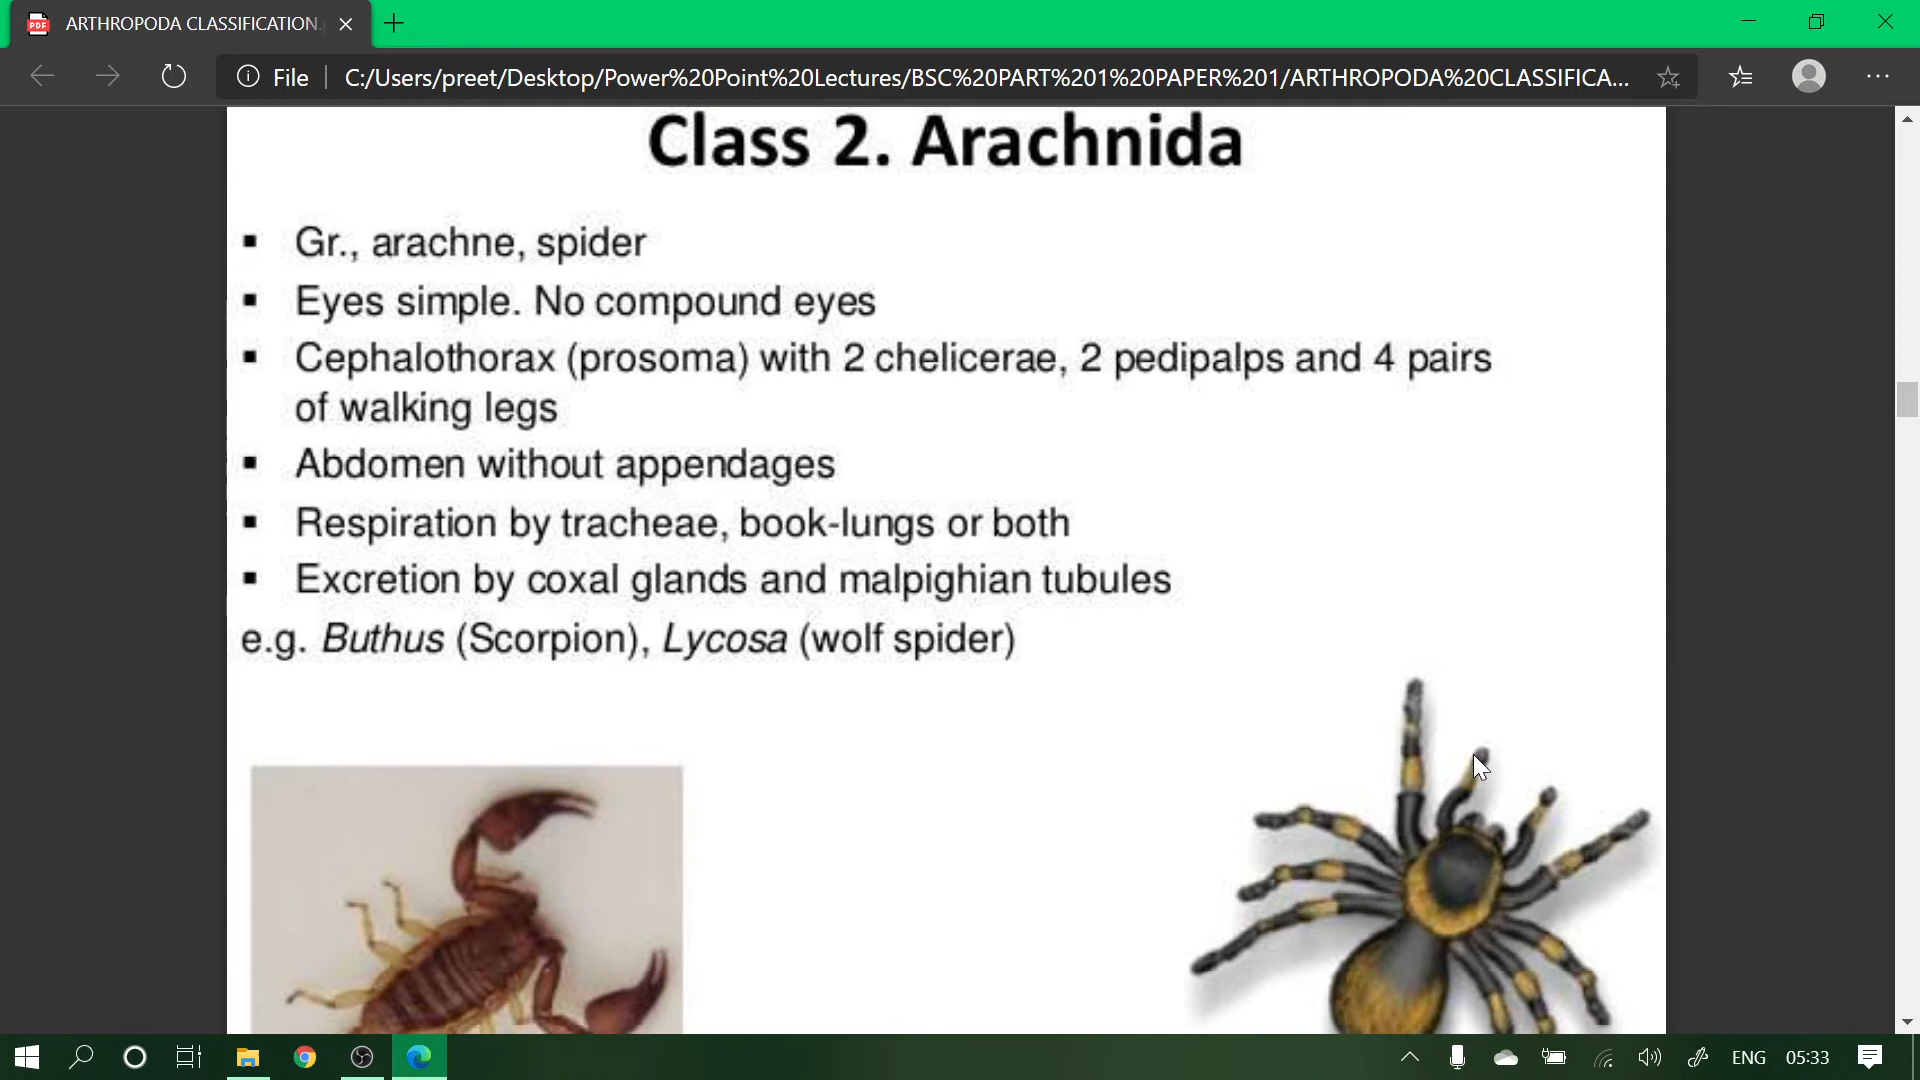 ARTHROPODA CLASSIFICATION.
File
C:/Users/preet/Desktop/Power%20Point%20Lectures/BSC%20PART%201%20PAPER%201/ARTHROPODA%20CLASSIFICA...
Class 2. Arachnida
▪ Gr., arachne, spider
▪ Eyes simple. No compound eyes
▪ Cephalothorax (prosoma) with 2 chelicerae, 2 pedipalps and 4 pairs
of walking legs
▪ Abdomen without appendages
▪ Respiration by tracheae, book-lungs or both
▪ Excretion by coxal glands and malpighian tubules
e.g. Buthus (Scorpion), Lycosa (wolf spider)
ENG 05:33